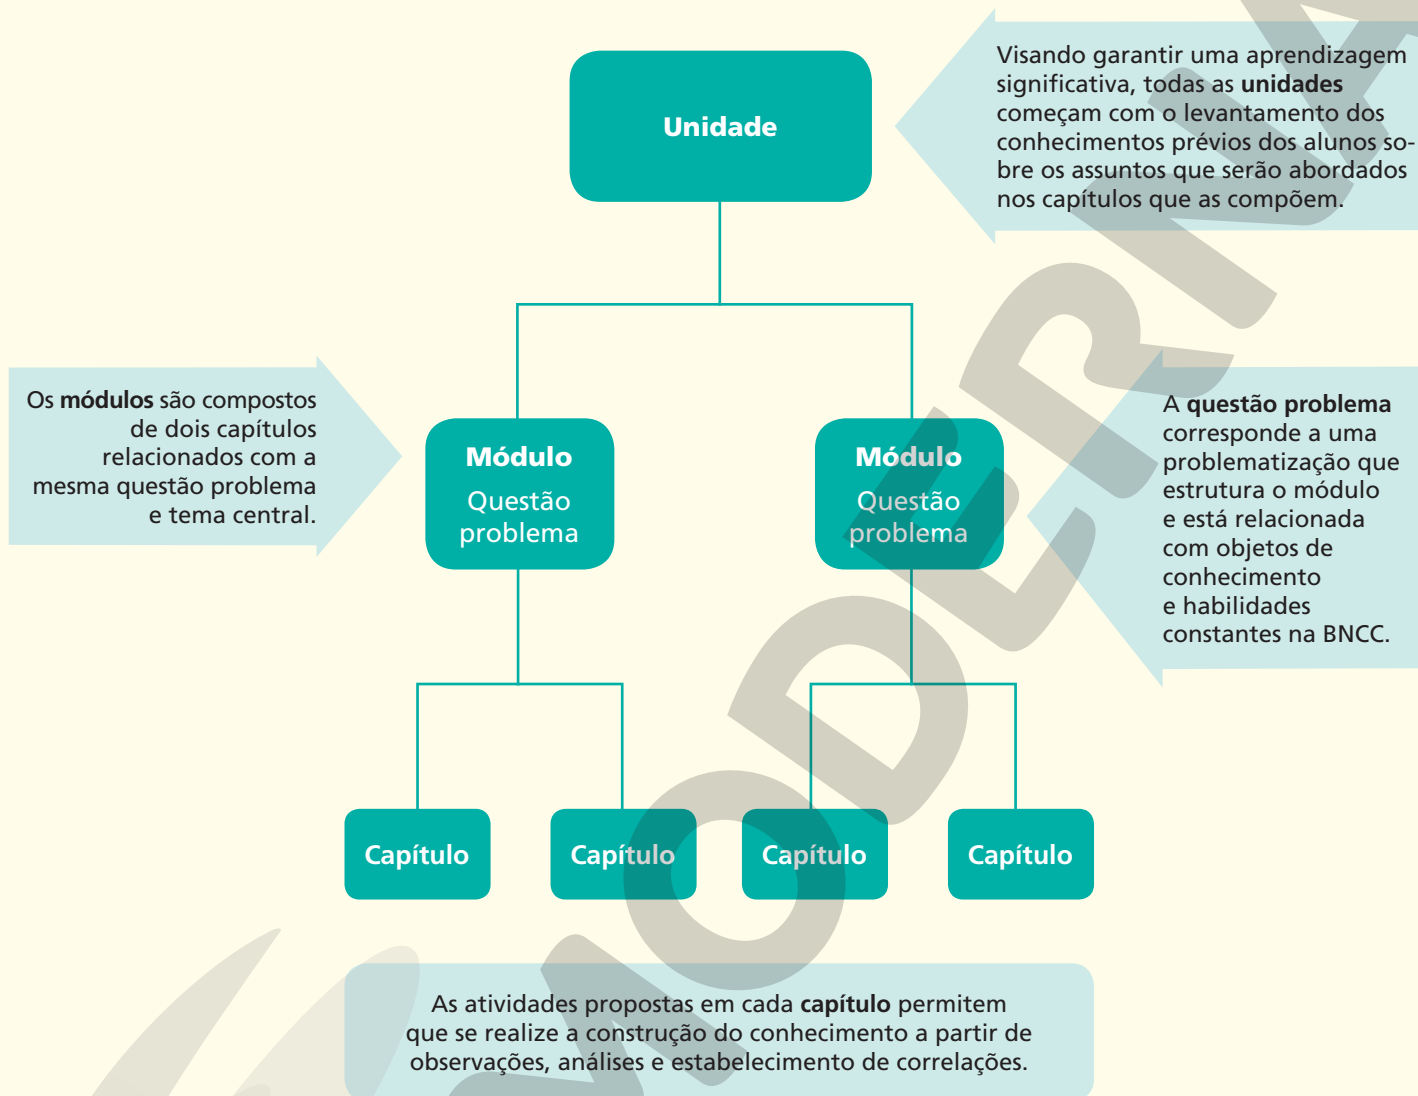 Unidade
Visando garantir uma aprendizagem
significativa, todas as unidades
começam com o levantamento dos
conhecimentos prévios dos alunos so-
bre os assuntos que serão abordados
nos capítulos que as compõem.
Os módulos são compostos
de dois capítulos
relacionados com a
mesma questão problema
e tema central.
Módulo
Questão
problema
Módulo
Questão
problema
A questão problema
corresponde a uma
problematização que
estrutura o módulo
e está relacionada
com objetos de
conhecimento
e habilidades
constantes na BNCC.
Capítulo
Capítulo
Capítulo
Capítulo
As atividades propostas em cada capítulo permitem
que se realize a construção do conhecimento a partir de
observações, análises e estabelecimento de correlações.
MODERNA